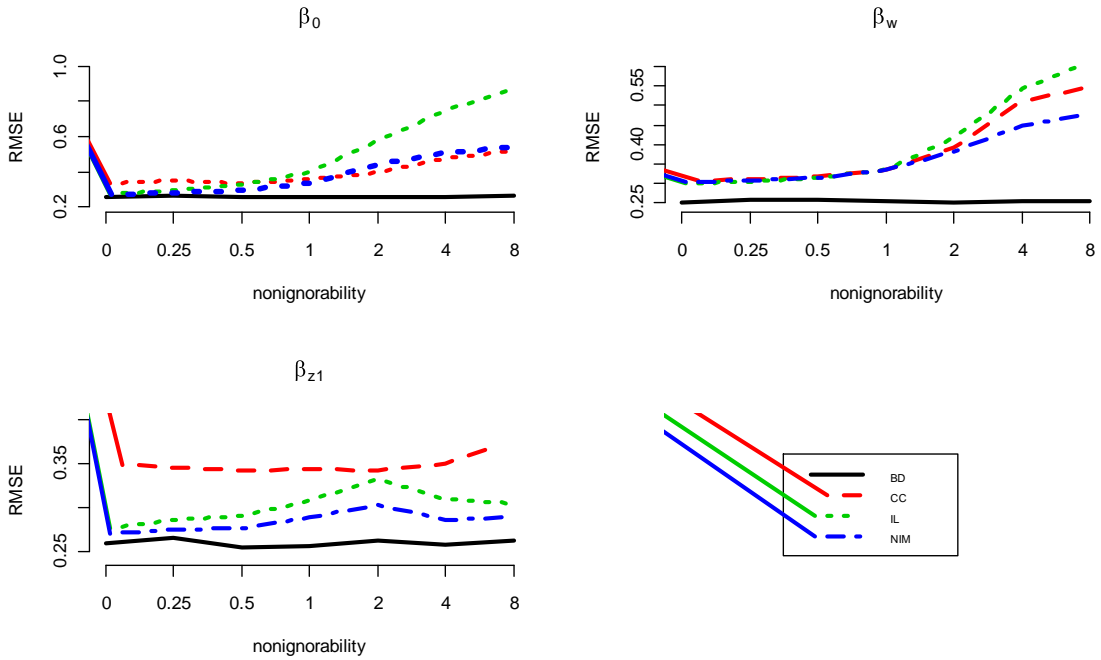 β0
RMSE
1.0
0.6
0.2
0 0.25 0.5 1 2 4 8
nonignorability
βw
RMSE
0.55
0.40
0.25
0 0.25 0.5 1 2 4 8
nonignorability
βz1
RMSE
0.35
0.25
0 0.25 0.5 1 2 4 8
nonignorability
BD
CC
IL
NIM